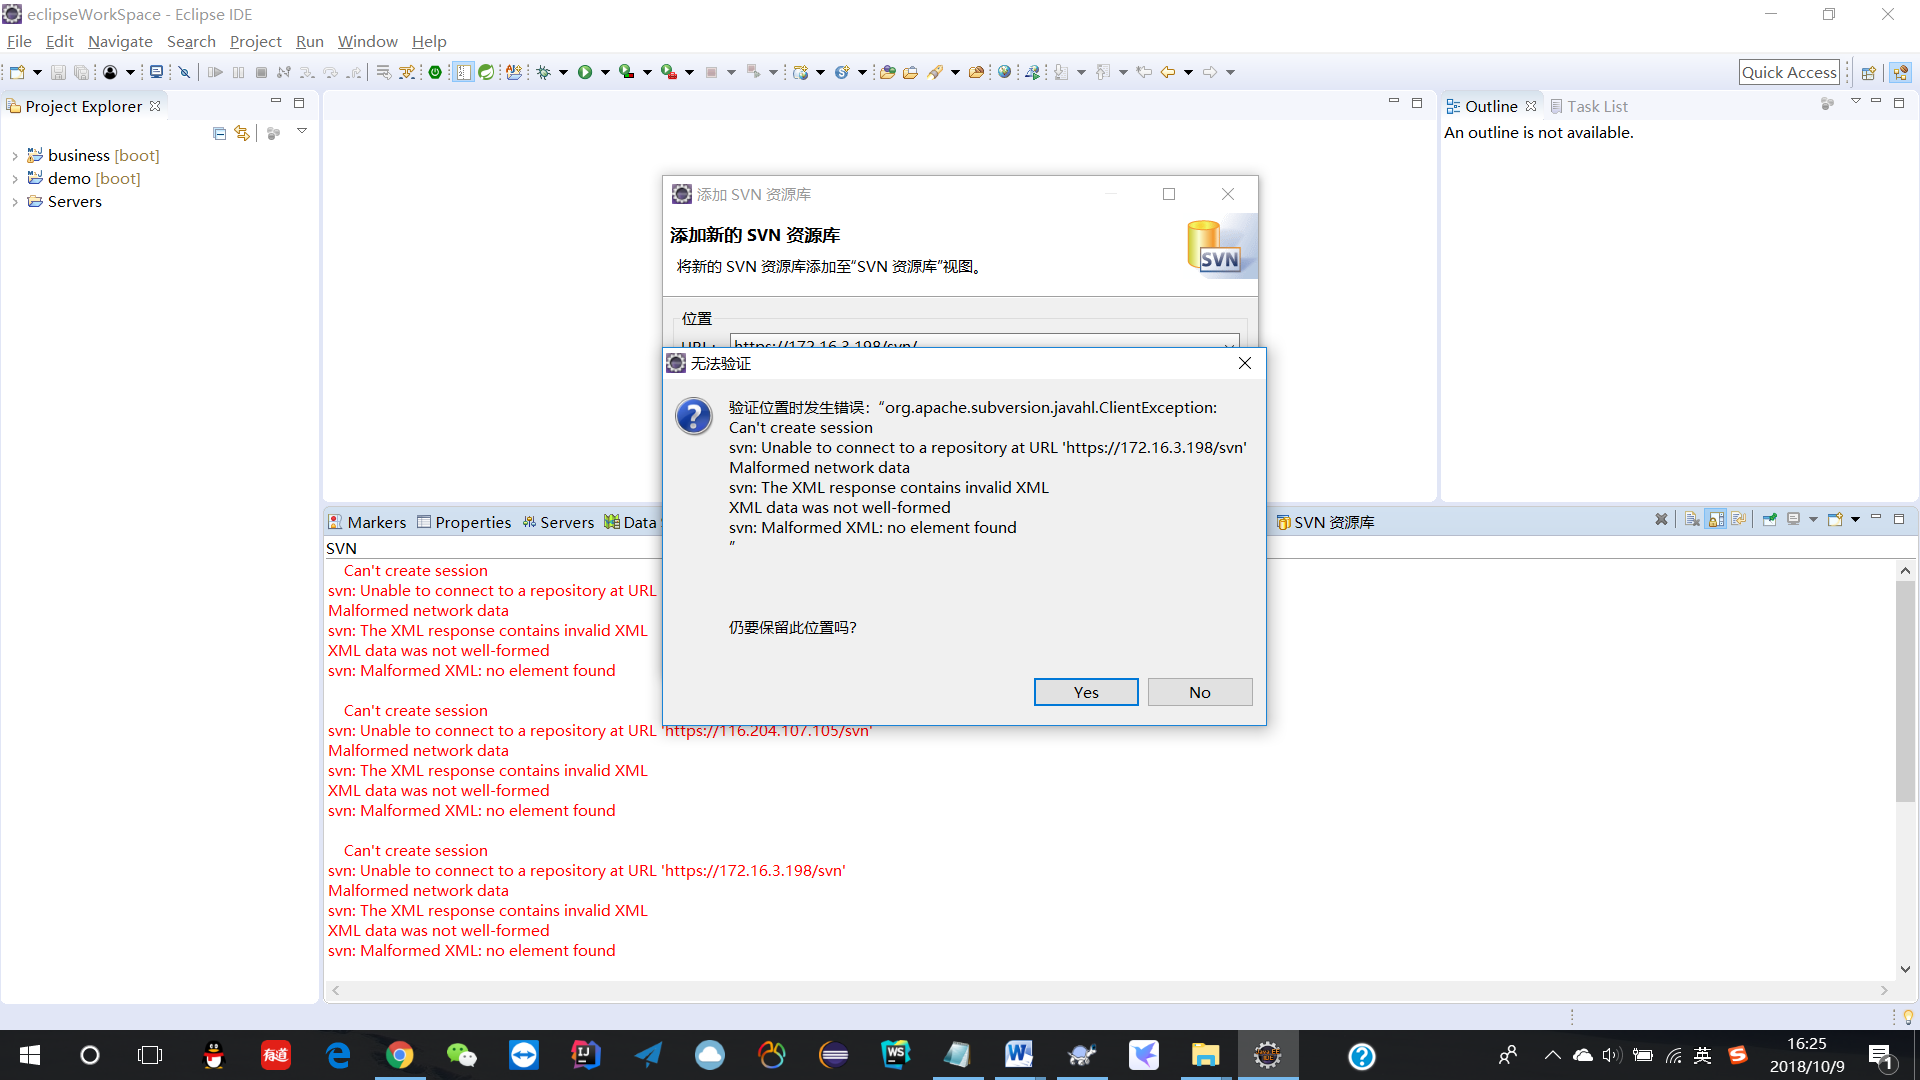 eclipseWorkSpace - Eclipse IDE
File Edit Navigate Search Project Run Window Help
Quick Access
Project Explorer
business [boot]
demo [boot]
Servers
Outline
Task List
An outline is not available.
添加 SVN 资源库
添加新的 SVN 资源库
将新的 SVN 资源库添加至“SVN 资源库”视图。
SVN
位置
URL: https://172.16.3.198/svn/
无法验证
验证位置时发生错误：“org.apache.subversion.javahl.ClientException:
Can't create session
svn: Unable to connect to a repository at URL 'https://172.16.3.198/svn'
Malformed network data
svn: The XML response contains invalid XML
XML data was not well-formed
svn: Malformed XML: no element found
”
仍要保留此位置吗？
Yes
No
Markers Properties Servers Data
SVN 资源库
SVN
Can't create session
svn: Unable to connect to a repository at URL
Malformed network data
svn: The XML response contains invalid XML
XML data was not well-formed
svn: Malformed XML: no element found
Can't create session
svn: Unable to connect to a repository at URL 'https://116.204.107.105/svn'
Malformed network data
svn: The XML response contains invalid XML
XML data was not well-formed
svn: Malformed XML: no element found
Can't create session
svn: Unable to connect to a repository at URL 'https://172.16.3.198/svn'
Malformed network data
svn: The XML response contains invalid XML
XML data was not well-formed
svn: Malformed XML: no element found
有道
IJ
WS
英
16:25
2018/10/9
1